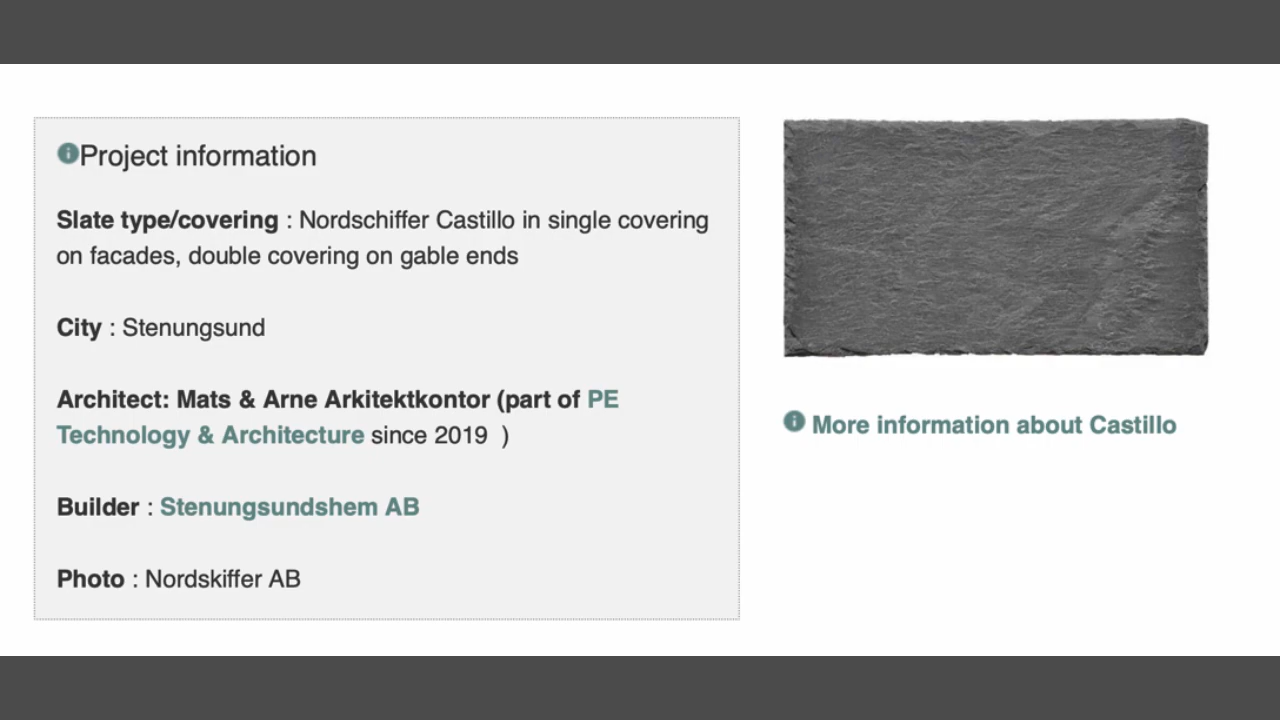 Project information
Slate type/covering : Nordschiffer Castillo in single covering
on facades, double covering on gable ends
City : Stenungsund
Architect: Mats & Arne Arkitektkontor (part of PE
Technology & Architecture since 2019 )
Builder : Stenungsundshem AB
Photo : Nordskiffer AB
More information about Castillo